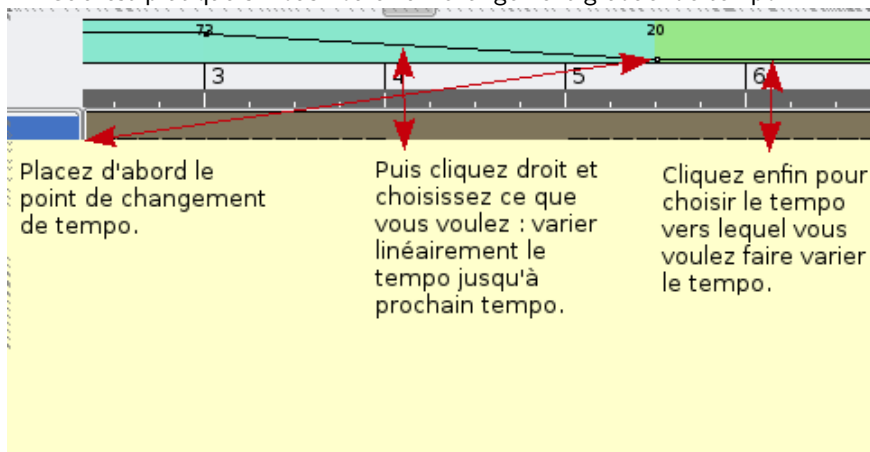 73 20
3 4 5 6
Placez d'abord le
point de changement
de tempo.
Puis cliquez droit et
choisissez ce que
vous voulez : varier
linéairement le
tempo jusqu'à
prochain tempo.
Cliquez enfin pour
choisir le tempo
vers lequel vous
voulez faire varier
le tempo.